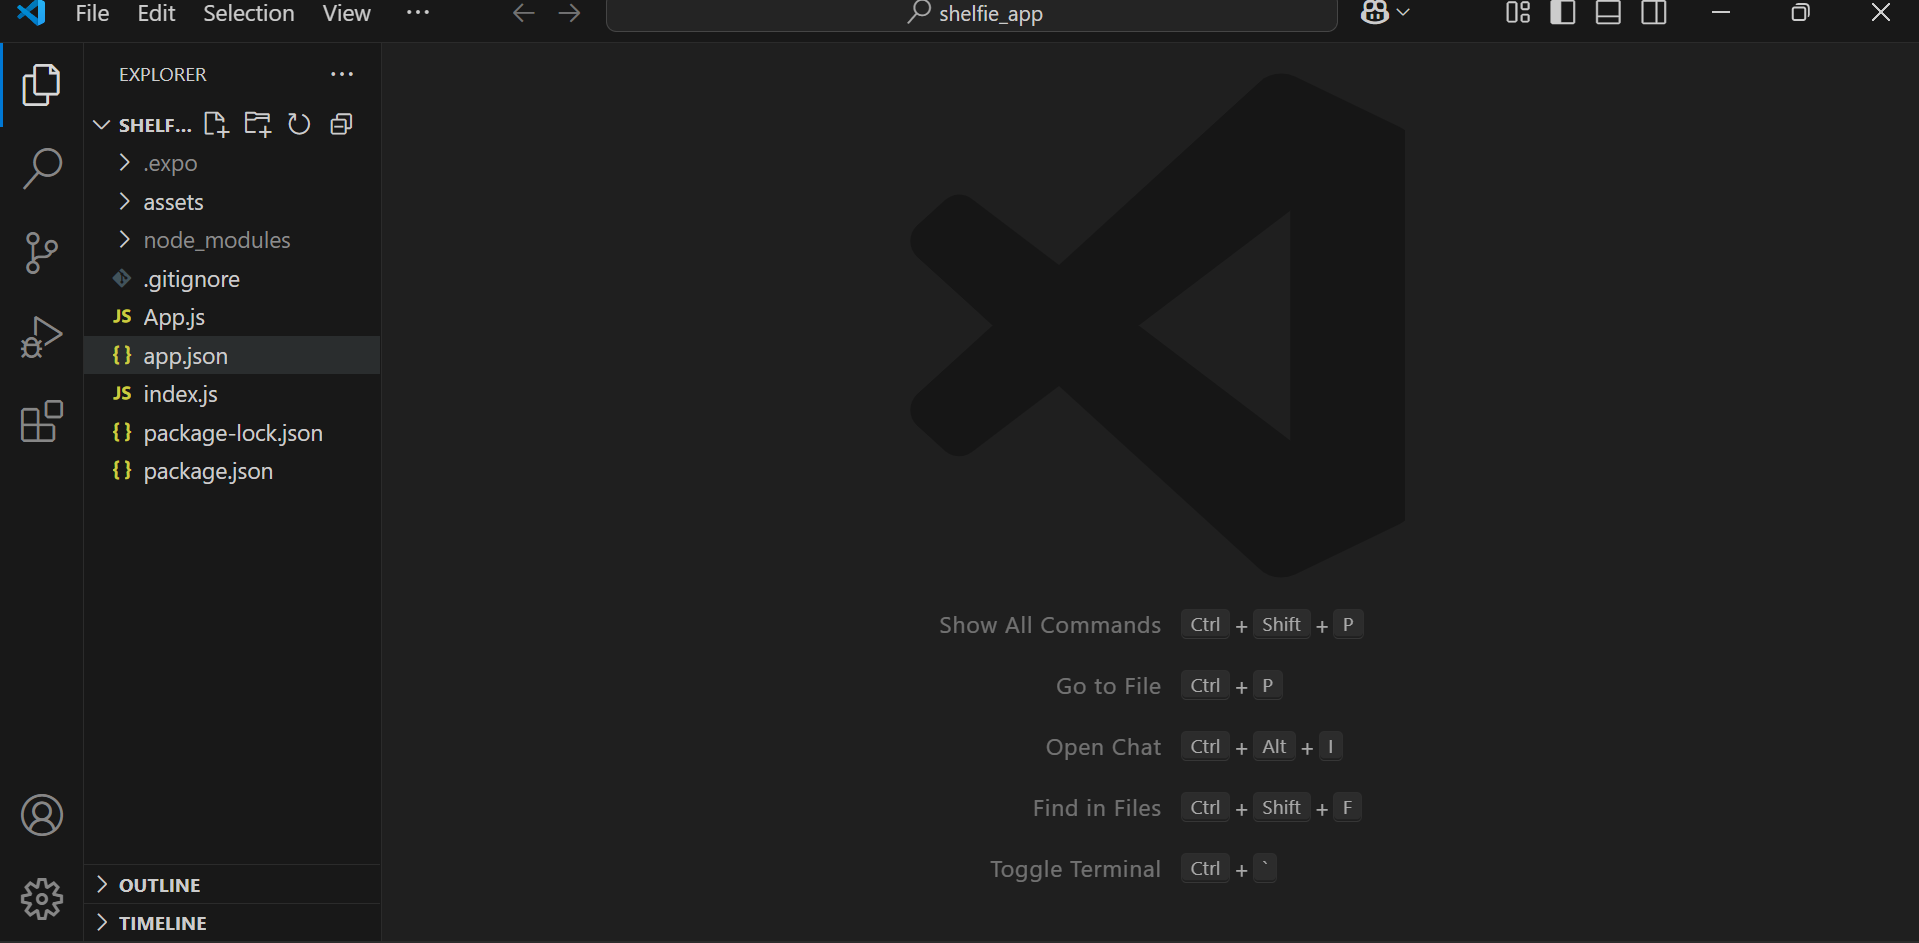 File Edit Selection View ··· shelfie_app
EXPLORER ···
SHELF...
.expo
assets
node_modules
.gitignore
JS App.js
{} app.json
JS index.js
{} package-lock.json
{} package.json
Show All Commands Ctrl + Shift + P
Go to File Ctrl + P
Open Chat Ctrl + Alt + I
Find in Files Ctrl + Shift + F
Toggle Terminal Ctrl + `
OUTLINE
TIMELINE